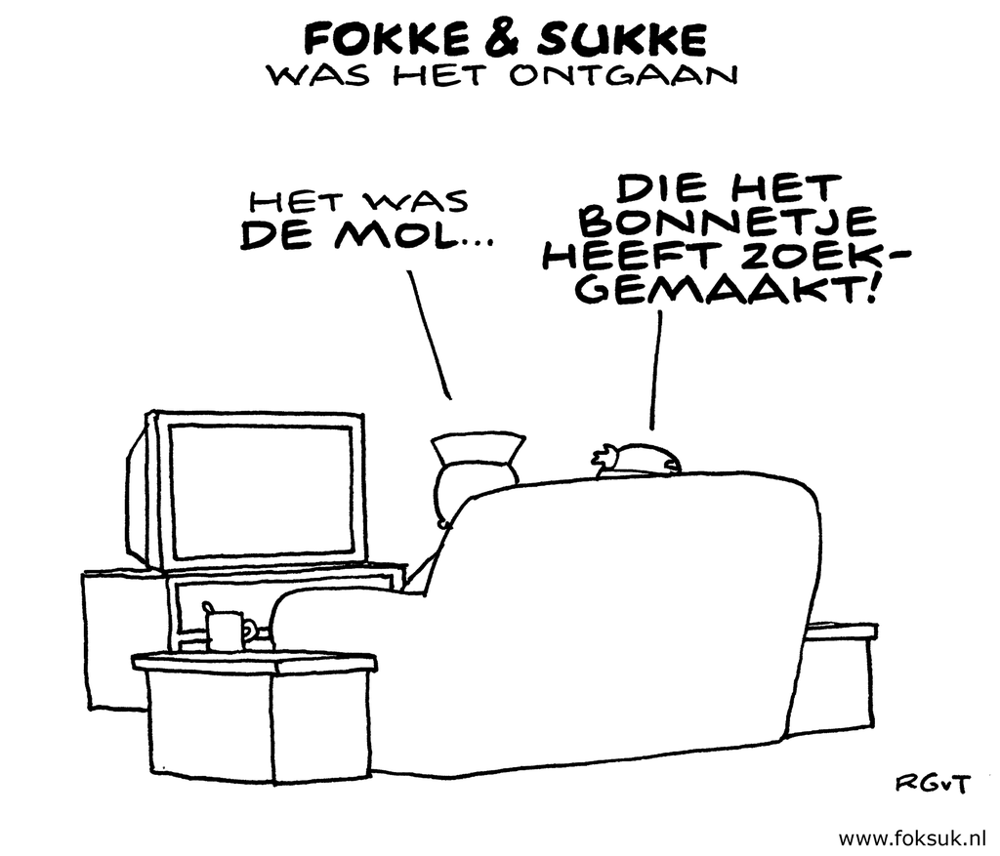 FOKKE & SUKKE
WAS HET ONTGAAN
HET WAS
DE MOL...
DIE HET
BONNETJE
HEEFT ZOEK-
GEMAAKT!
RGvT
www.foksuk.nl